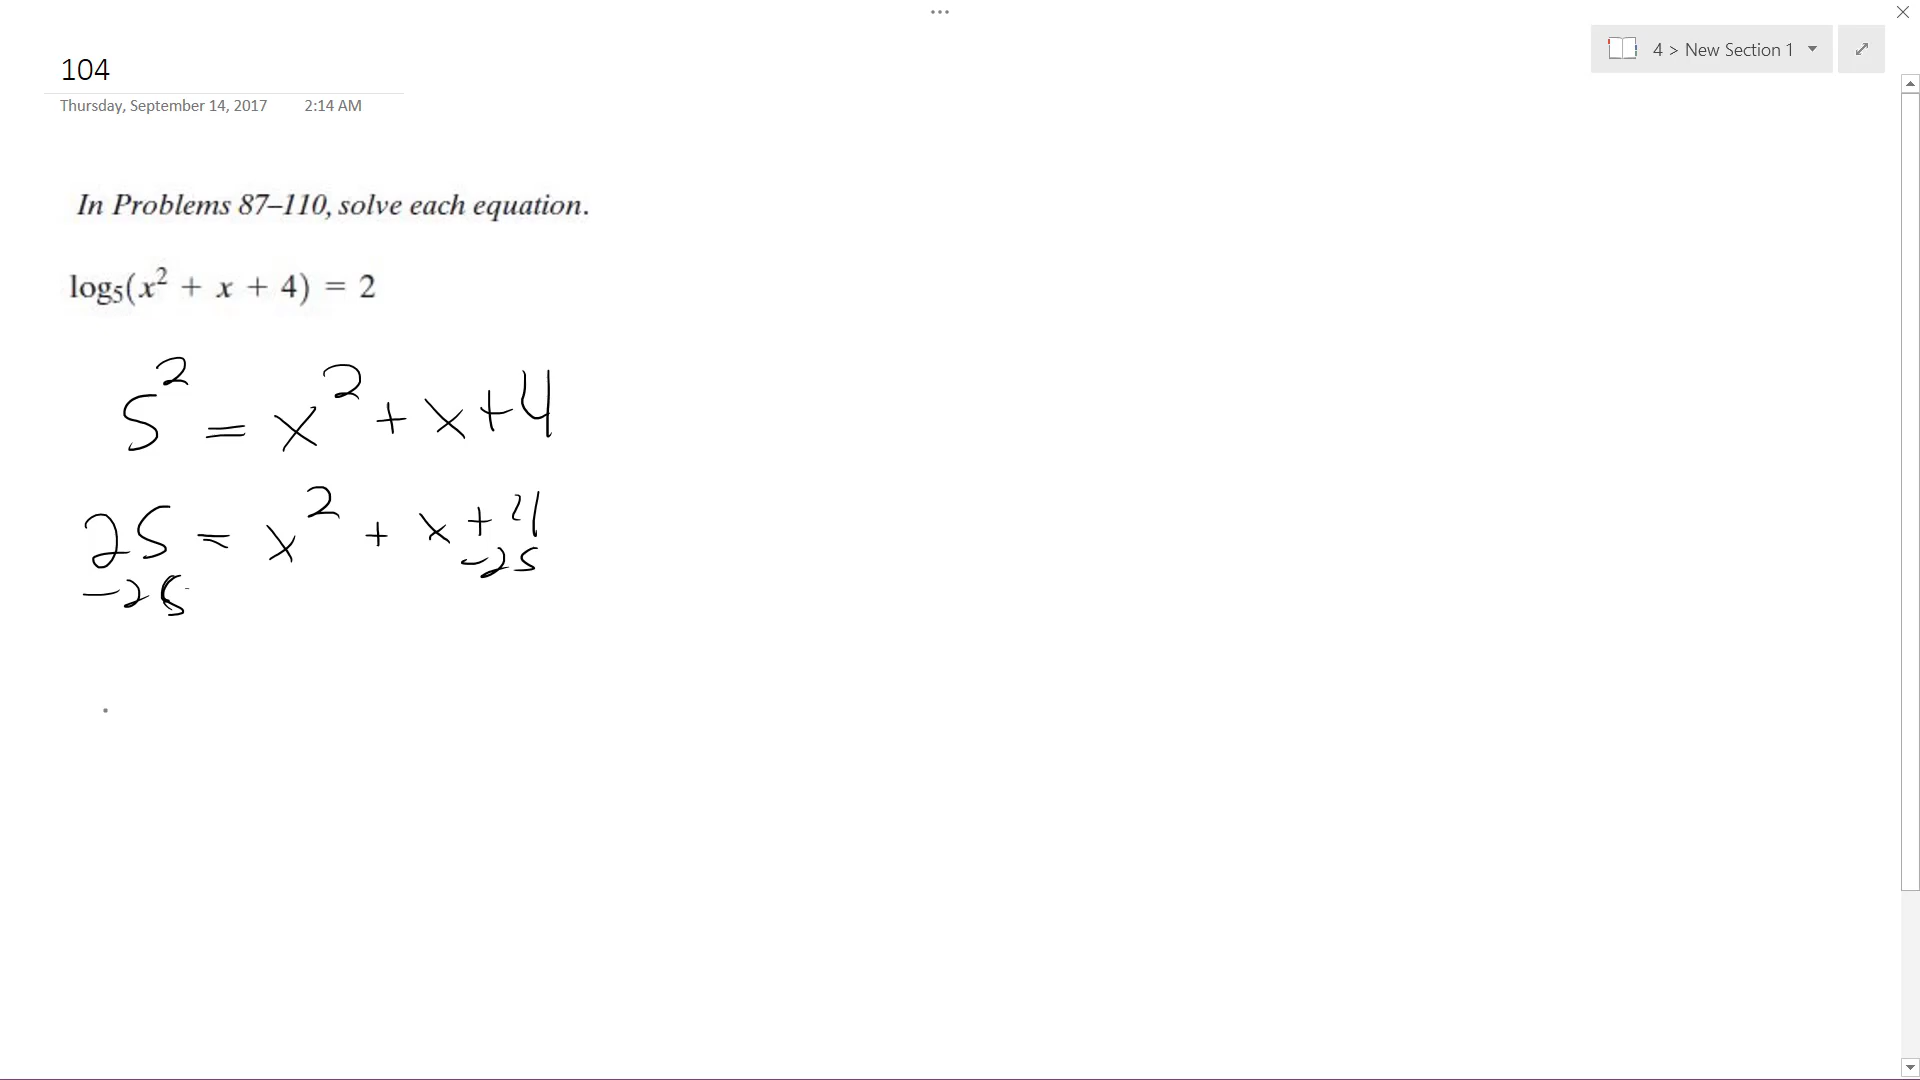 4 > New Section 1
104
Thursday, September 14, 2017 2:14 AM
In Problems 87–110, solve each equation.
log₅(x² + x + 4) = 2
5² = x² + x + 4
25 = x² + x + 4
-25
-25